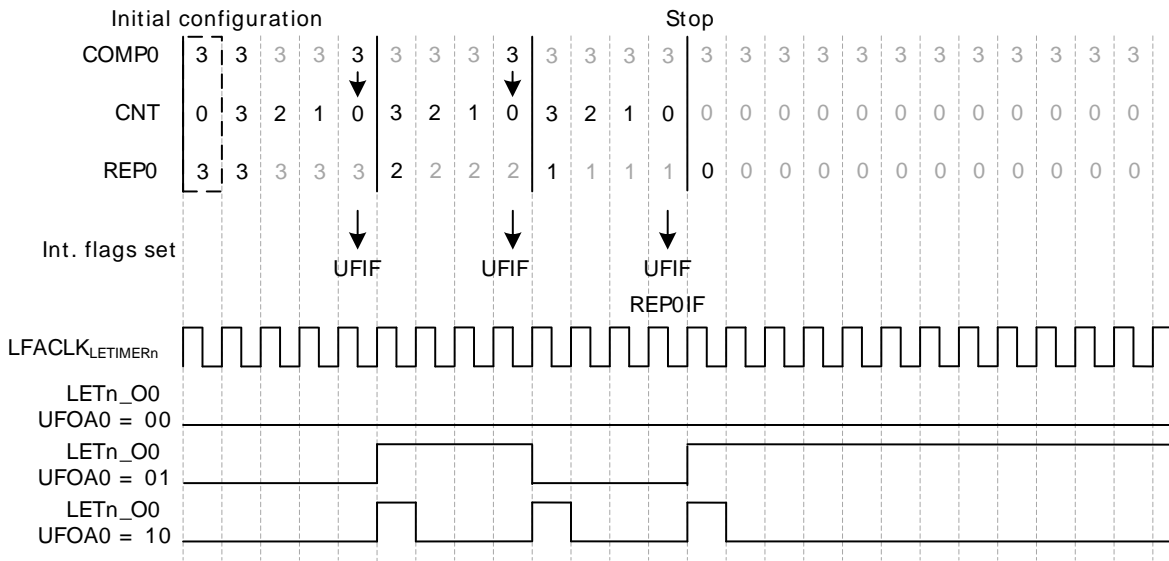 Initial configuration Stop
COMP0 3 3 3 3 3 3 3 3 3 3 3 3 3 3 3 3 3 3 3 3 3 3 3 3 3
CNT 0 3 2 1 0 3 2 1 0 3 2 1 0 0 0 0 0 0 0 0 0 0 0 0 0
REP0 3 3 3 3 3 2 2 2 2 1 1 1 1 0 0 0 0 0 0 0 0 0 0 0 0
Int. flags set
UFIF UFIF UFIF
REP0IF
LFACLKLETIMERn
LETn_O0
UFOA0 = 00
LETn_O0
UFOA0 = 01
LETn_O0
UFOA0 = 10